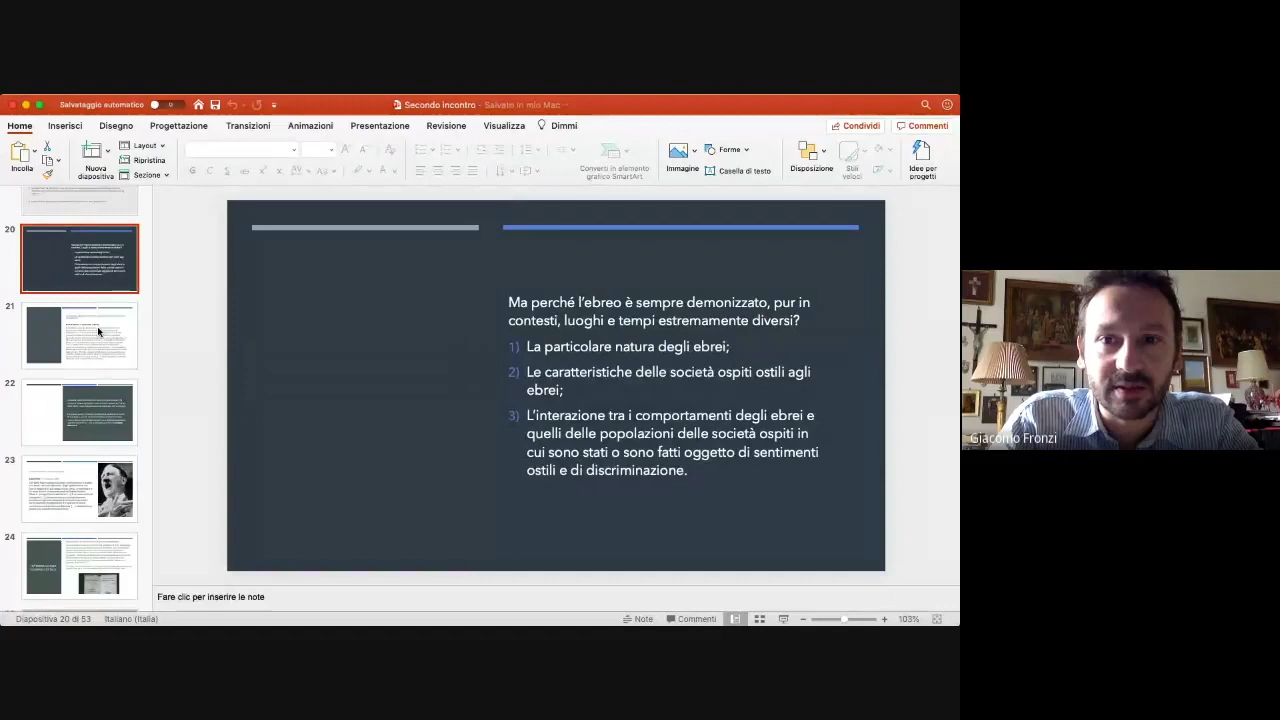 Salvataggio automatico
Secondo incontro – Salvato in mio Mac
Home Inserisci Disegno Progettazione Transizioni Animazioni Presentazione Revisione Visualizza Dimmi
Condividi Commenti
Incolla
Nuova
diapositiva
Layout
Ripristina
Sezione
Converti in elemento
grafico SmartArt
Immagine
Forme
Casella di testo
Disposizione
Stili
veloci
Idee per
progetti
20
21
22
23
24
Ma perché l'ebreo è sempre demonizzato, pur in
contesti, luoghi e tempi estremamente diversi?
1) La particolare natura degli ebrei;
2) Le caratteristiche delle società ospiti ostili agli
ebrei;
3) L'interazione tra i comportamenti degli ebrei e
quelli delle popolazioni delle società ospiti in
cui sono stati o sono fatti oggetto di sentimenti
ostili e di discriminazione.
Giacomo Fronzi
Fare clic per inserire le note
Diapositiva 20 di 53 Italiano (Italia) Note Commenti 103%